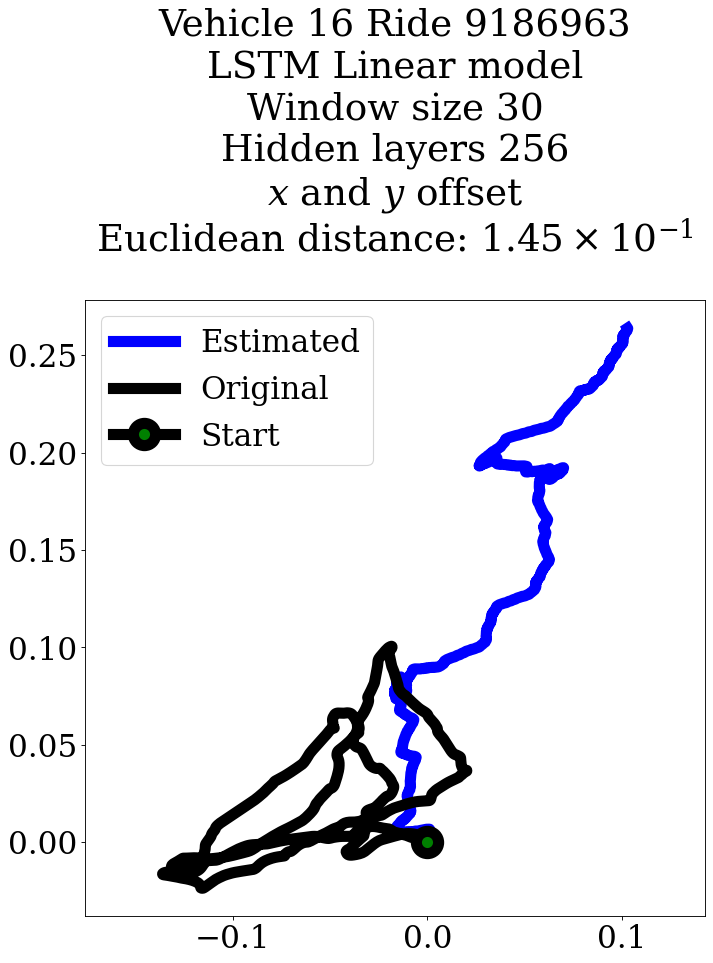 Vehicle 16 Ride 9186963
LSTM Linear model
Window size 30
Hidden layers 256
x and y offset
Euclidean distance: 1.45 × 10⁻¹
Estimated
Original
Start
0.25
0.20
0.15
0.10
0.05
0.00
−0.1
0.0
0.1